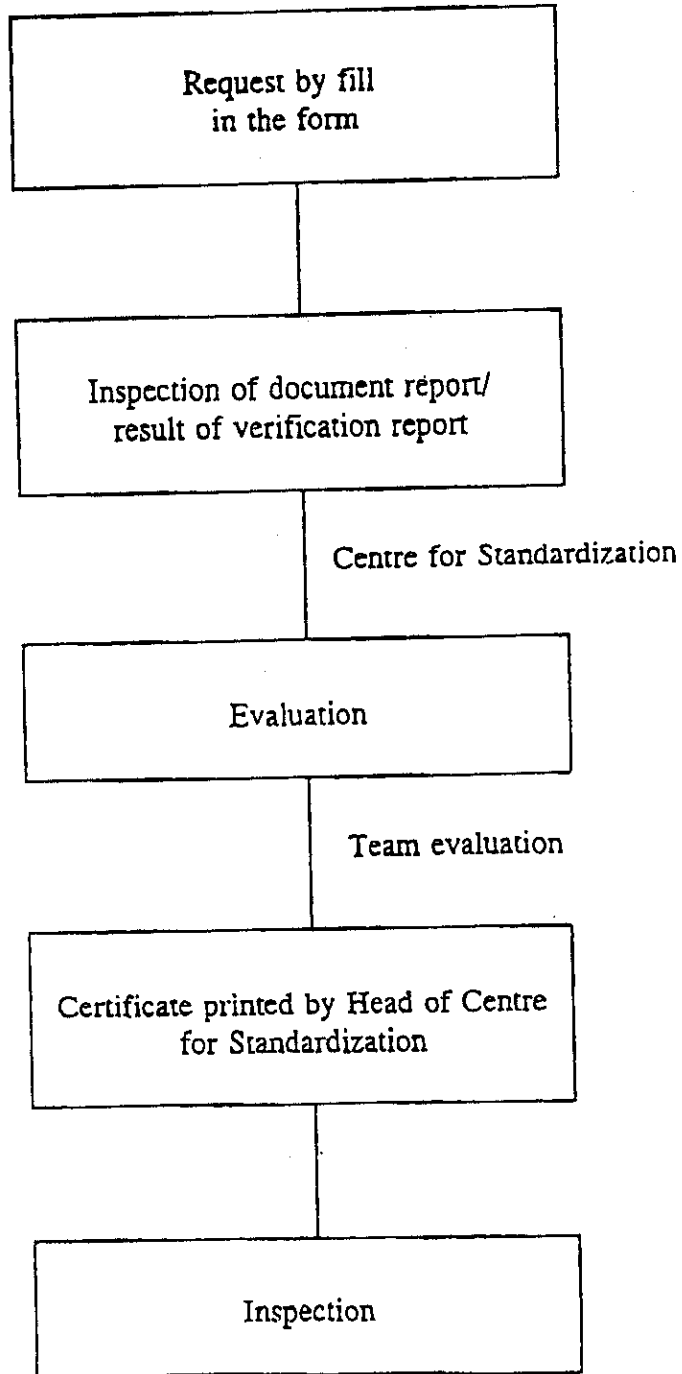 Request by fill
in the form
Inspection of document report/
result of verification report
Centre for Standardization
Evaluation
Team evaluation
Certificate printed by Head of Centre
for Standardization
Inspection